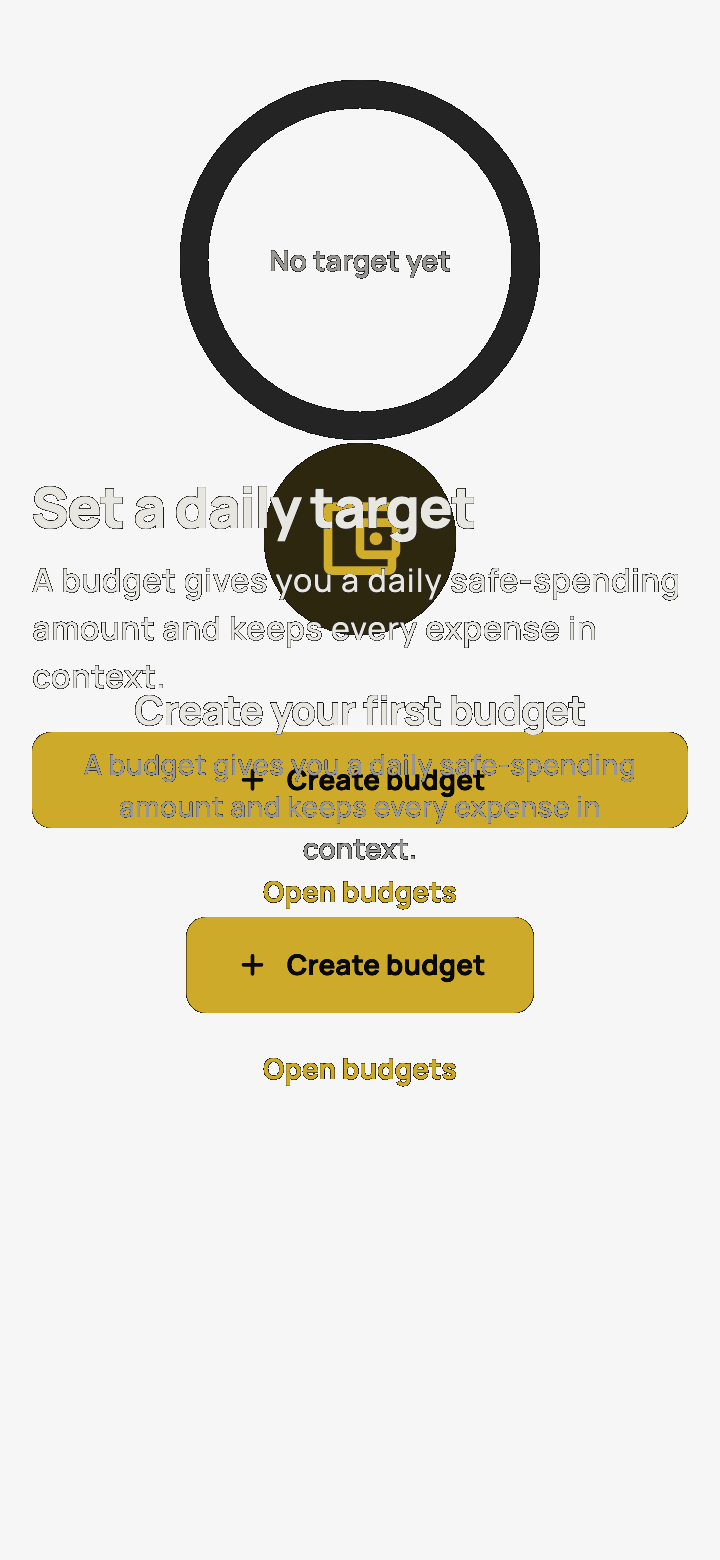 No target yet
Set a daily target
A budget gives you a daily safe-spending
amount and keeps every expense in
context.
Create your first budget
A budget gives you a daily safe-spending
+ Create budget
amount and keeps every expense in
context.
Open budgets
+ Create budget
Open budgets